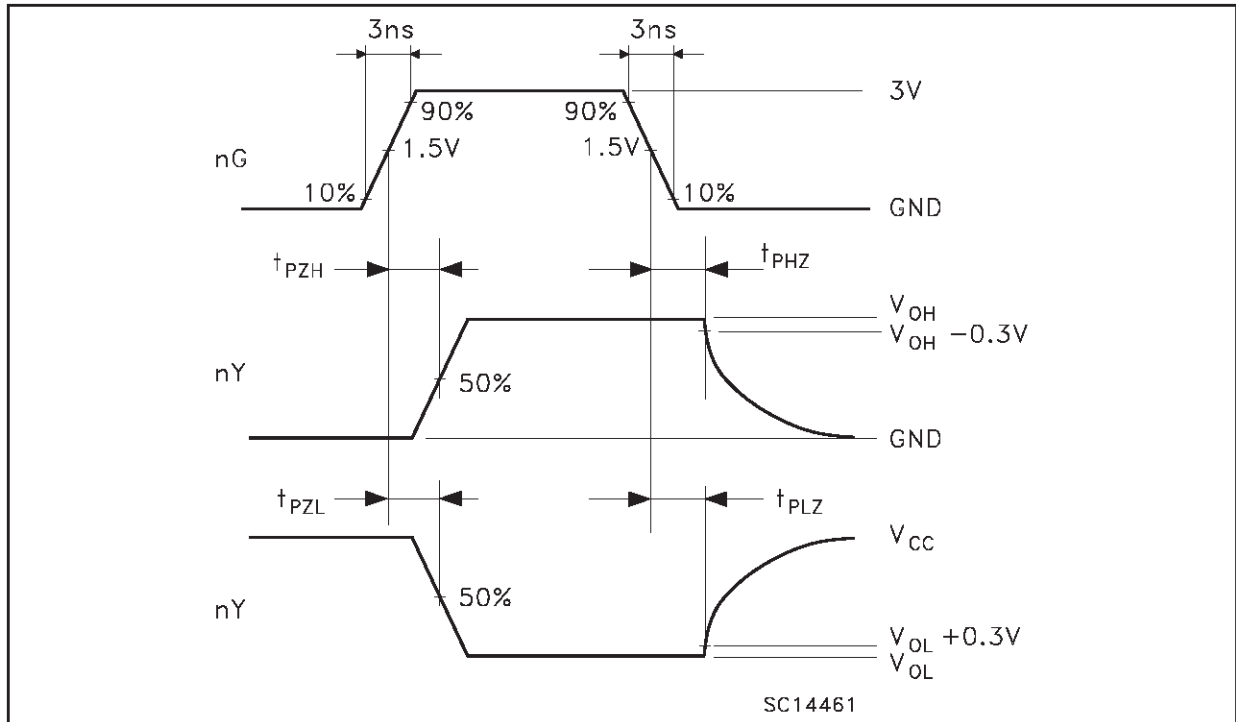 3ns 3ns
3V
90% 90%
nG 1.5V 1.5V
10% 10%
GND
tPZH tPHZ
VOH
VOH −0.3V
nY 50%
GND
tPZL tPLZ
VCC
nY 50%
VOL +0.3V
VOL
SC14461